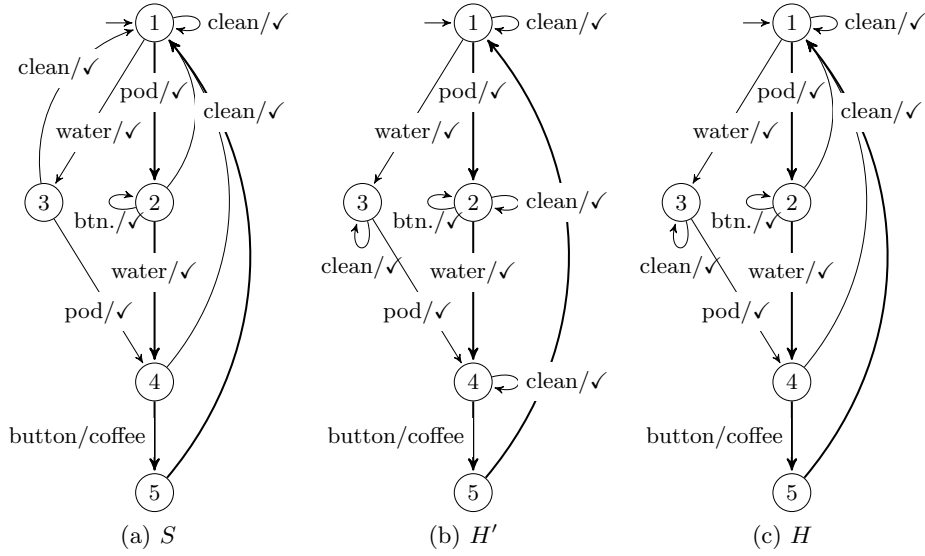 1 clean/✓ 1 clean/✓ 1 clean/✓
clean/✓ pod/✓ pod/✓ pod/✓
clean/✓ clean/✓
water/✓ water/✓ water/✓
3 2 3 2 clean/✓ 3 2
btn./✓ btn./✓ btn./✓
water/✓ clean/✓ water/✓ clean/✓ water/✓
pod/✓ pod/✓ pod/✓
4 4 clean/✓ 4
button/coffee button/coffee button/coffee
5 5 5
(a) S (b) H′ (c) H